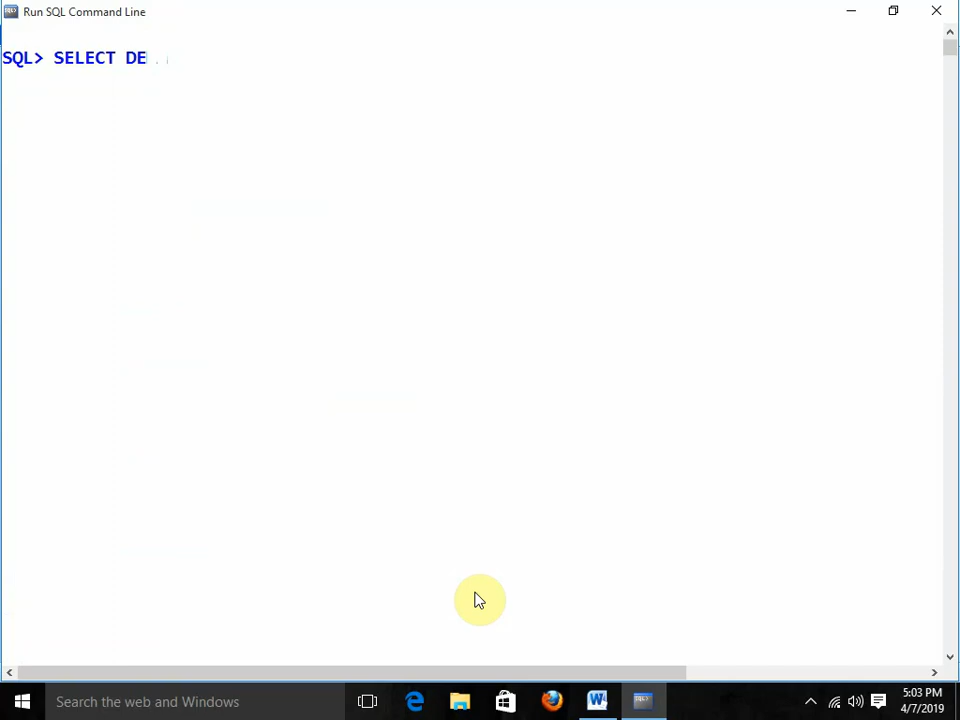 Run SQL Command Line
SQL> SELECT DE
Search the web and Windows
5:03 PM
4/7/2019